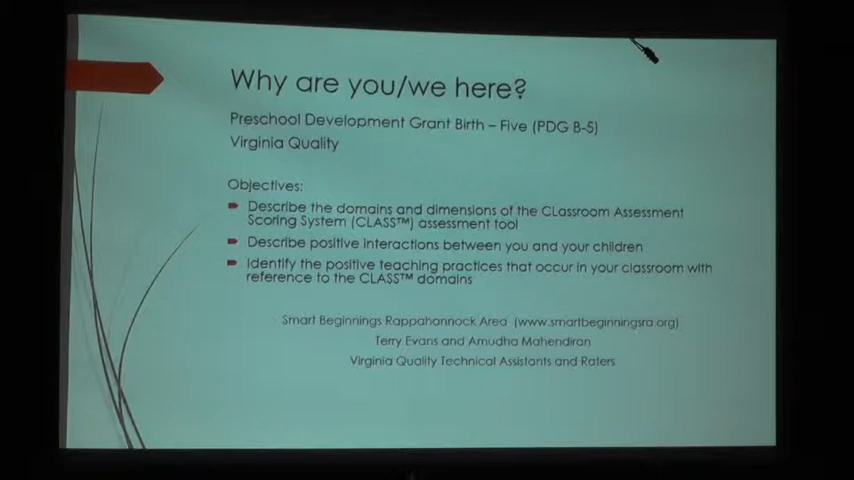 Why are you/we here?
Preschool Development Grant Birth – Five (PDG B-5)
Virginia Quality
Objectives:
Describe the domains and dimensions of the CLassroom Assessment
Scoring System (CLASS™) assessment tool
Describe positive interactions between you and your children
Identify the positive teaching practices that occur in your classroom with
reference to the CLASS™ domains
Smart Beginnings Rappahannock Area (www.smartbeginningsra.org)
Terry Evans and Amudha Mahendiran
Virginia Quality Technical Assistants and Raters